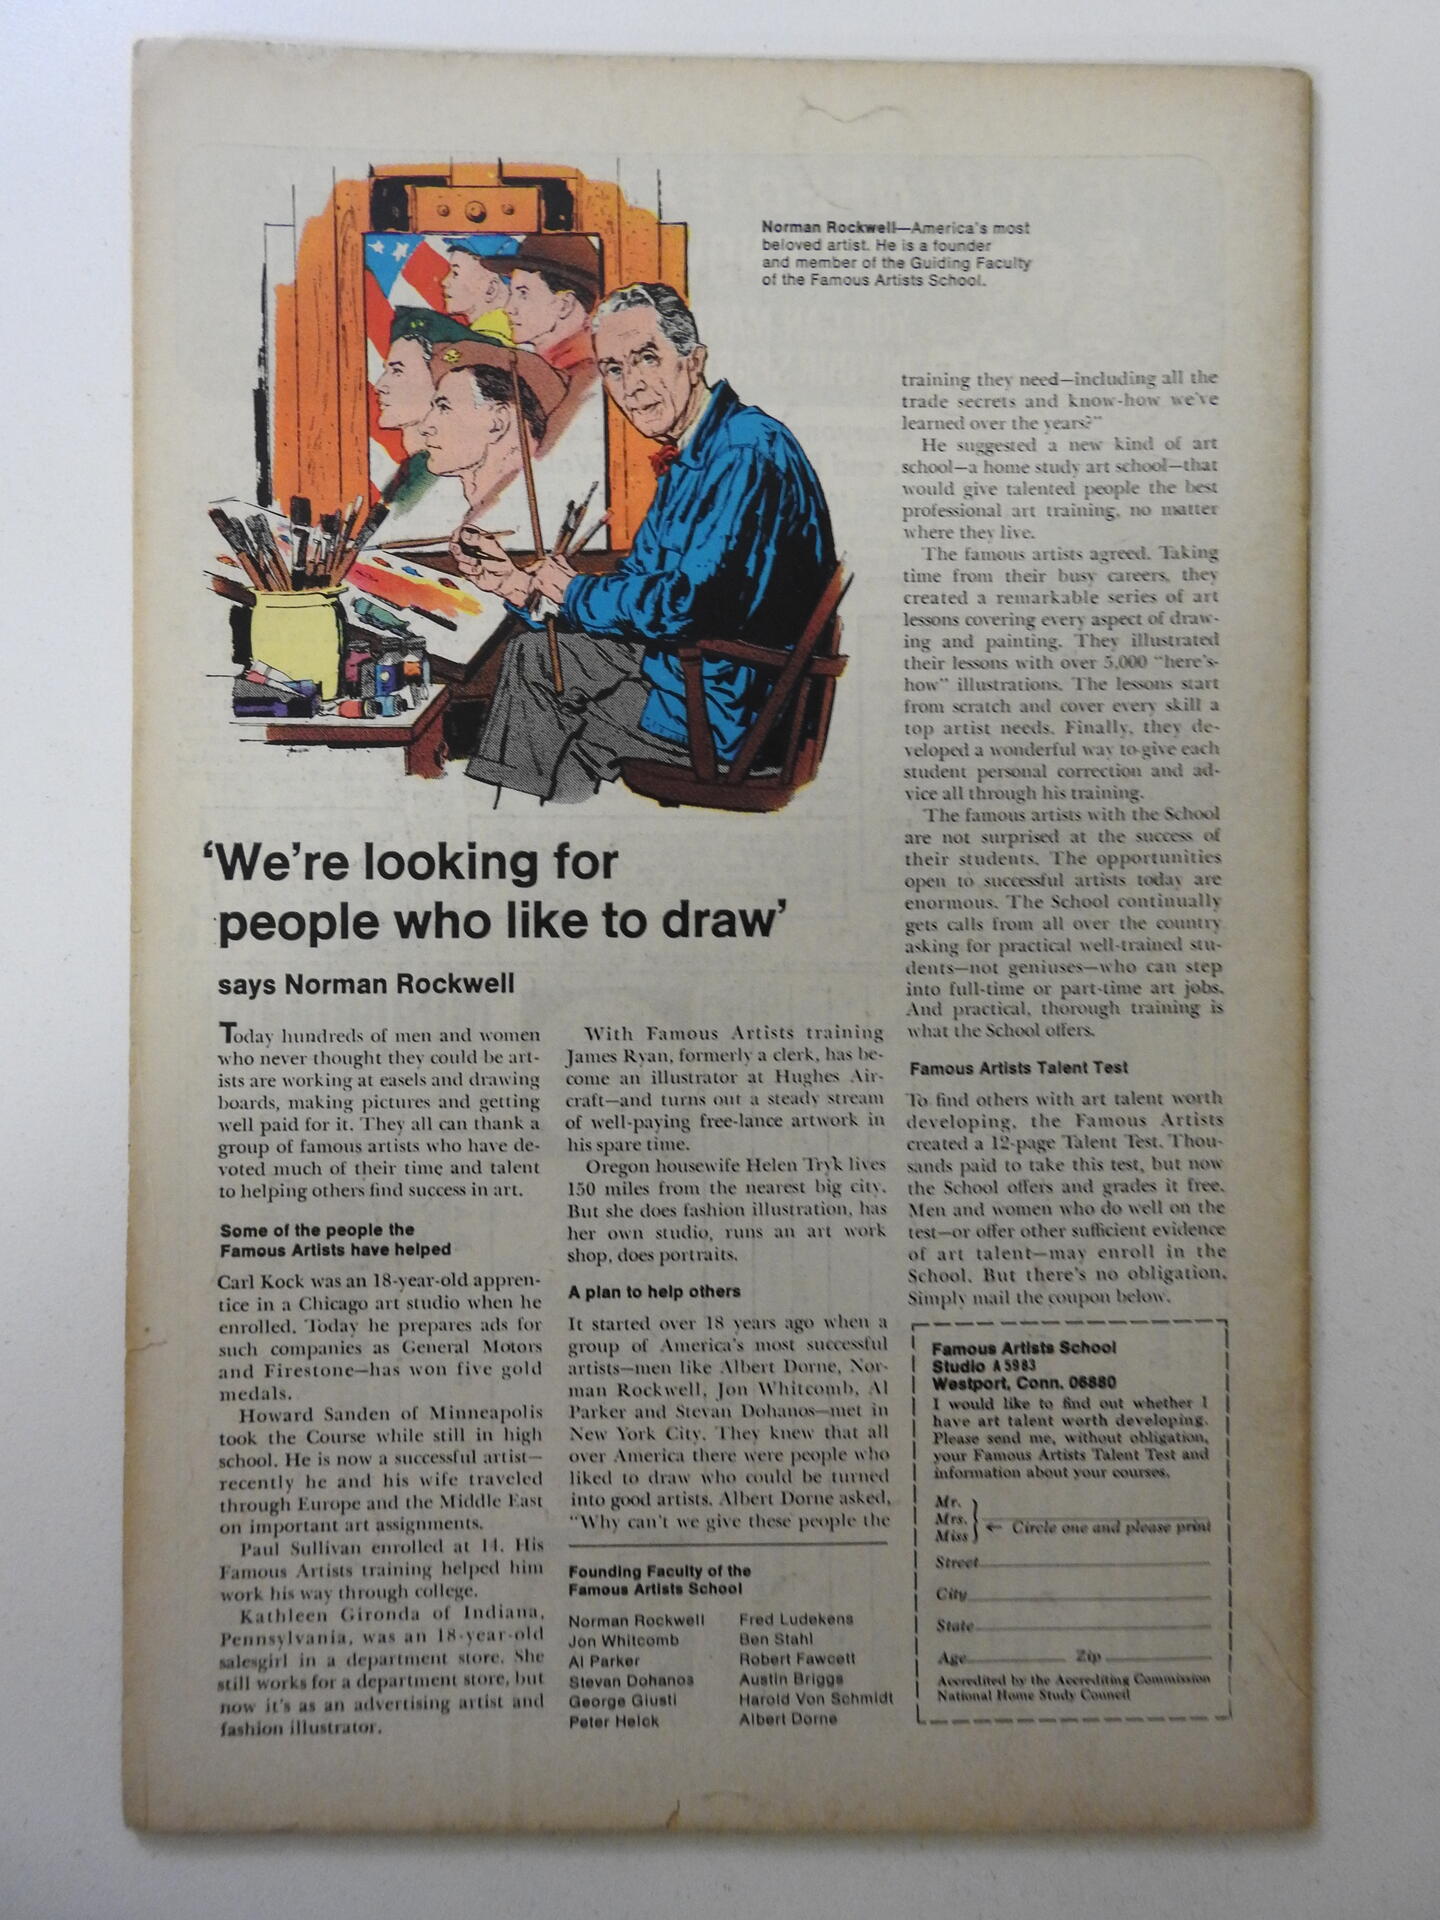 Norman Rockwell—America's most
beloved artist. He is a founder
and member of the Guiding Faculty
of the Famous Artists School.
‘We’re looking for
people who like to draw’
says Norman Rockwell
Today hundreds of men and women
who never thought they could be art-
ists are working at easels and drawing
boards, making pictures and getting
well paid for it. They all can thank a
group of famous artists who have de-
voted much of their time and talent
to helping others find success in art.
Some of the people the
Famous Artists have helped
Carl Kock was an 18-year-old appren-
tice in a Chicago art studio when he
enrolled. Today he prepares ads for
such companies as General Motors
and Firestone—has won five gold
medals.
Howard Sanden of Minneapolis
took the Course while still in high
school. He is now a successful artist—
recently he and his wife traveled
through Europe and the Middle East
on important art assignments.
Paul Sullivan enrolled at 14. His
Famous Artists training helped him
work his way through college.
Kathleen Gironda of Indiana,
Pennsylvania, was an 18-year-old
salesgirl in a department store. She
still works for a department store, but
now it's as an advertising artist and
fashion illustrator.
With Famous Artists training
James Ryan, formerly a clerk, has be-
come an illustrator at Hughes Air-
craft—and turns out a steady stream
of well-paying free-lance artwork in
his spare time.
Oregon housewife Helen Tryk lives
150 miles from the nearest big city.
But she does fashion illustration, has
her own studio, runs an art work
shop, does portraits.
A plan to help others
It started over 18 years ago when a
group of America's most successful
artists—men like Albert Dorne, Nor-
man Rockwell, Jon Whitcomb, Al
Parker and Stevan Dohanos—met in
New York City. They knew that all
over America there were people who
liked to draw who could be turned
into good artists. Albert Dorne asked,
“Why can't we give these people the
Founding Faculty of the
Famous Artists School
Norman Rockwell
Jon Whitcomb
Al Parker
Stevan Dohanos
George Giusti
Peter Helck
Fred Ludekens
Ben Stahl
Robert Fawcett
Austin Briggs
Harold Von Schmidt
Albert Dorne
training they need—including all the
trade secrets and know-how we've
learned over the years?”
He suggested a new kind of art
school—a home study art school—that
would give talented people the best
professional art training, no matter
where they live.
The famous artists agreed. Taking
time from their busy careers, they
created a remarkable series of art
lessons covering every aspect of draw-
ing and painting. They illustrated
their lessons with over 5,000 “here's-
how” illustrations. The lessons start
from scratch and cover every skill a
top artist needs. Finally, they de-
veloped a wonderful way to give each
student personal correction and ad-
vice all through his training.
The famous artists with the School
are not surprised at the success of
their students. The opportunities
open to successful artists today are
enormous. The School continually
gets calls from all over the country
asking for practical well-trained stu-
dents—not geniuses—who can step
into full-time or part-time art jobs.
And practical, thorough training is
what the School offers.
Famous Artists Talent Test
To find others with art talent worth
developing, the Famous Artists
created a 12-page Talent Test. Thou-
sands paid to take this test, but now
the School offers and grades it free.
Men and women who do well on the
test—or offer other sufficient evidence
of art talent—may enroll in the
School. But there's no obligation.
Simply mail the coupon below.
Famous Artists School
Studio A5983
Westport, Conn. 06880
I would like to find out whether I
have art talent worth developing.
Please send me, without obligation,
your Famous Artists Talent Test and
information about your courses.
Mr.
Mrs.
Miss
← Circle one and please print
Street
City
State
Age Zip
Accredited by the Accrediting Commission
National Home Study Council